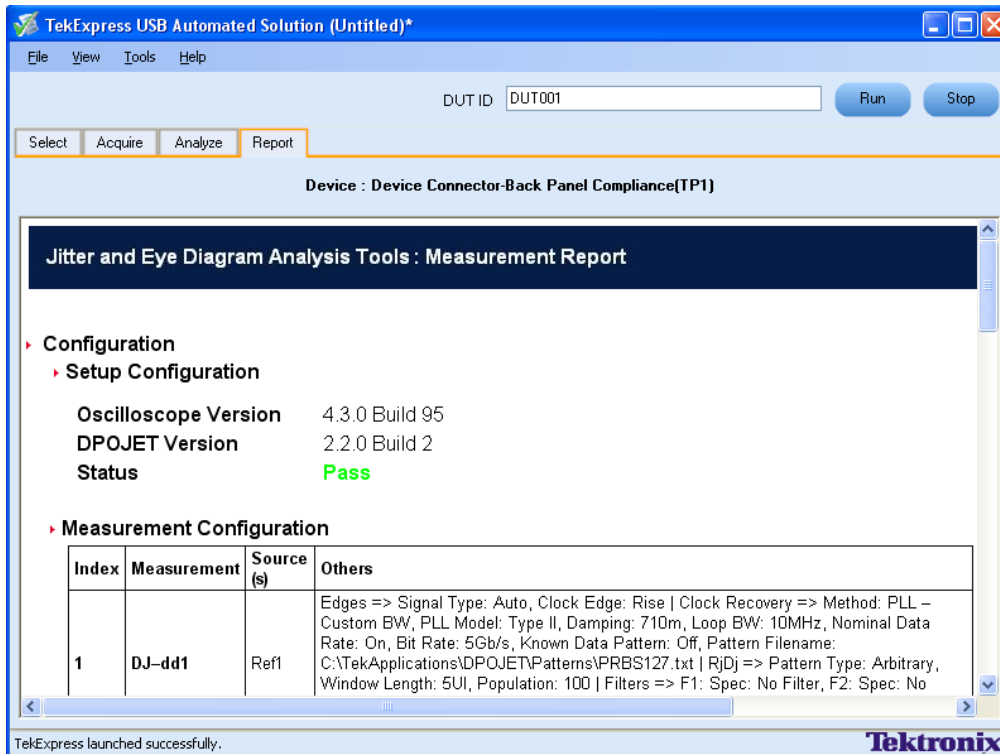 TekExpress USB Automated Solution (Untitled)*
File View Tools Help
DUT ID DUT001 Run Stop
Select Acquire Analyze Report
Device : Device Connector-Back Panel Compliance(TP1)
Jitter and Eye Diagram Analysis Tools : Measurement Report
Configuration
Setup Configuration
Oscilloscope Version 4.3.0 Build 95
DPOJET Version 2.2.0 Build 2
Status Pass
Measurement Configuration
Index Measurement Source (s) Others
1 DJ–dd1 Ref1 Edges => Signal Type: Auto, Clock Edge: Rise | Clock Recovery => Method: PLL –
Custom BW, PLL Model: Type II, Damping: 710m, Loop BW: 10MHz, Nominal Data
Rate: On, Bit Rate: 5Gb/s, Known Data Pattern: Off, Pattern Filename:
C:\TekApplications\DPOJET\Patterns\PRBS127.txt | RjDj => Pattern Type: Arbitrary,
Window Length: 5UI, Population: 100 | Filters => F1: Spec: No Filter, F2: Spec: No
TekExpress launched successfully.
Tektronix